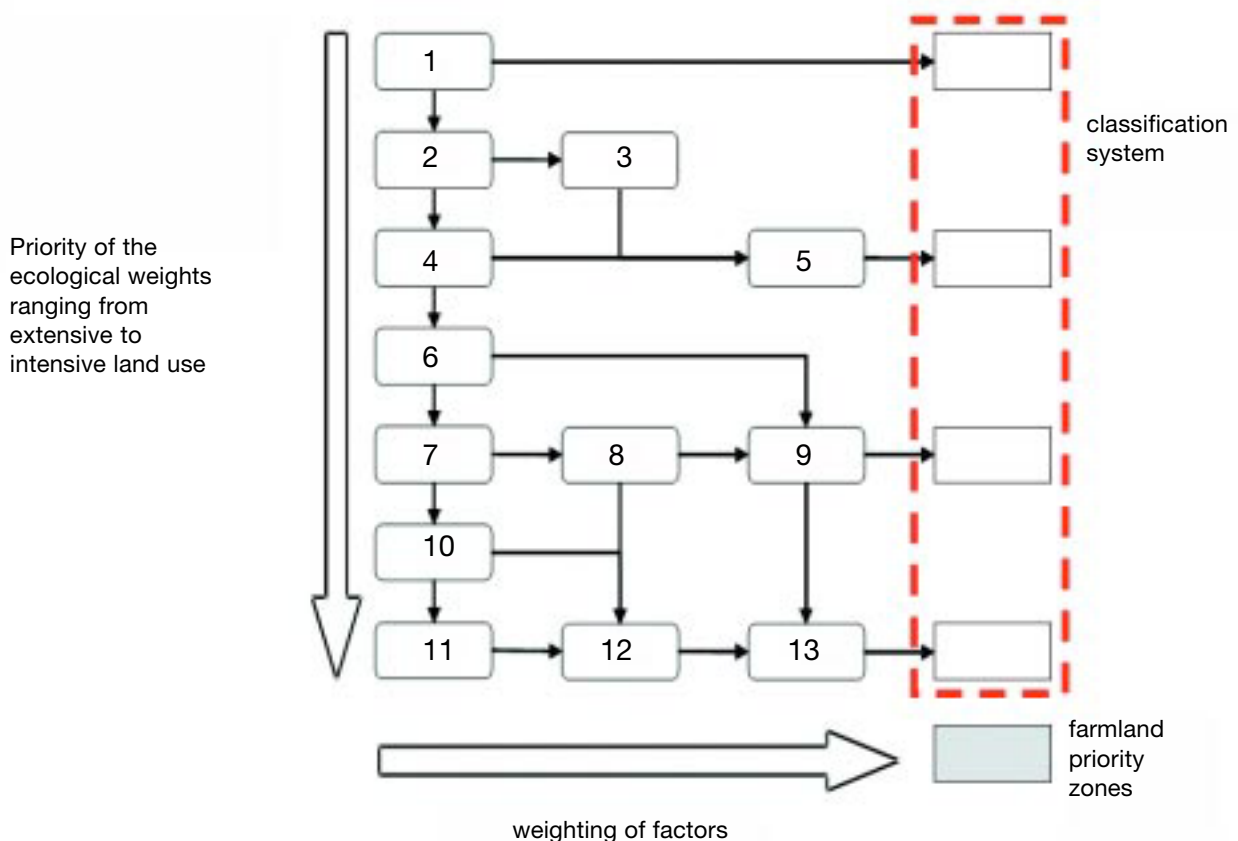 1
2
3
classification
system
Priority of the
ecological weights
ranging from
extensive to
intensive land use
4
5
6
7
8
9
10
11
12
13
farmland
priority
zones
weighting of factors